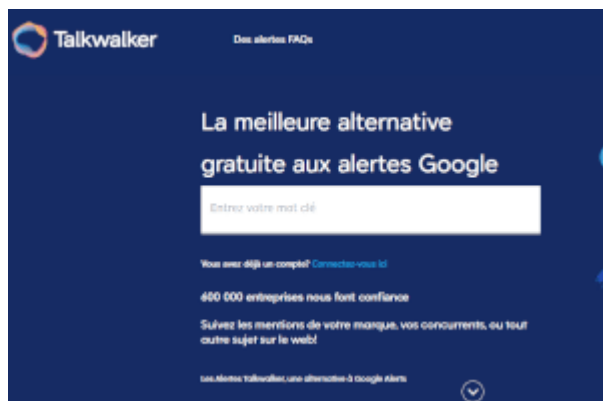 Talkwalker
Des alertes FAQs
La meilleure alternative
gratuite aux alertes Google
Entrez votre mot clé
Vous avez déjà un compte? Connectez-vous ici
600 000 entreprises nous font confiance
Suivez les mentions de votre marque, vos concurrents, ou tout
autre sujet sur le web!
Les Alertes Talkwalker, une alternative à Google Alerts